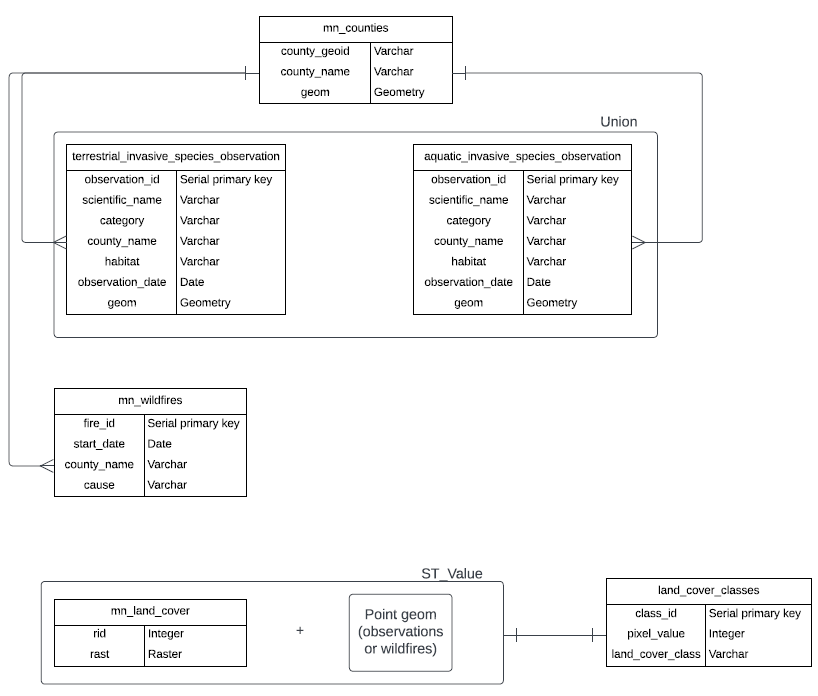 mn_counties
county_geoid Varchar
county_name Varchar
geom Geometry
Union
terrestrial_invasive_species_observation
observation_id Serial primary key
scientific_name Varchar
category Varchar
county_name Varchar
habitat Varchar
observation_date Date
geom Geometry
aquatic_invasive_species_observation
observation_id Serial primary key
scientific_name Varchar
category Varchar
county_name Varchar
habitat Varchar
observation_date Date
geom Geometry
mn_wildfires
fire_id Serial primary key
start_date Date
county_name Varchar
cause Varchar
ST_Value
mn_land_cover
rid Integer
rast Raster
+
Point geom
(observations
or wildfires)
land_cover_classes
class_id Serial primary key
pixel_value Integer
land_cover_class Varchar